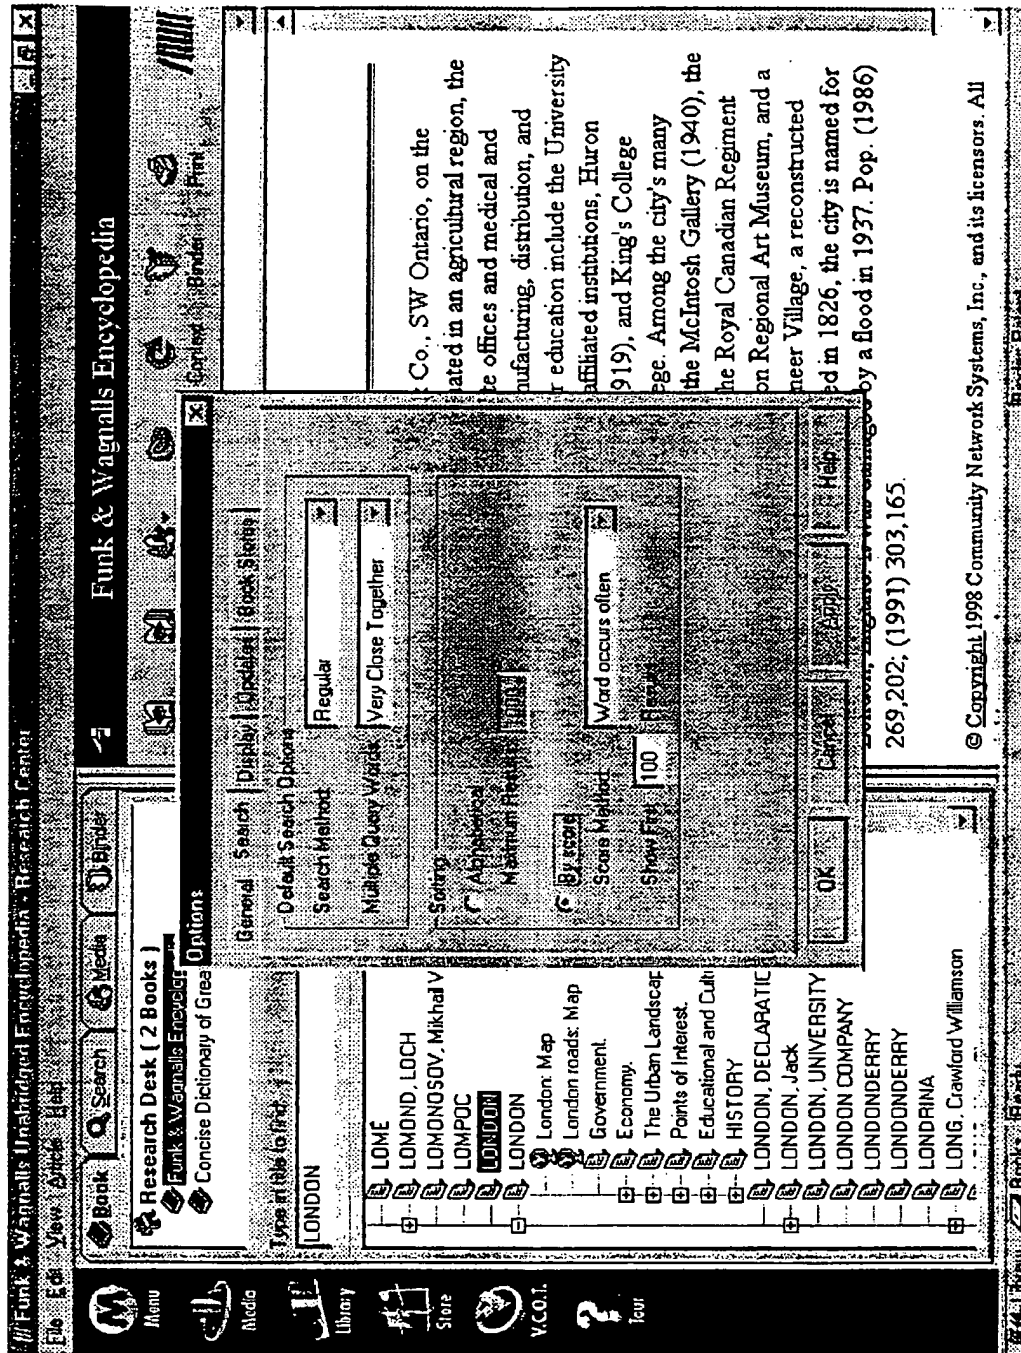 Funk & Wagnalls Unabridged Encyclopedia - Research Center
File Edit View Article Help
Menu
Media
Library
Store
V.C.O.T.
Tour
Book
Search
Media
Binder
Research Desk ( 2 Books )
Funk & Wagnalls Encyclop
Concise Dictionary of Grea
Type in title to find:
LONDON
LOMÉ
LOMOND, LOCH
LOMONOSOV, Mikhail V
LOMPOC
LONDON
LONDON
London: Map
London roads: Map
Government.
Economy.
The Urban Landscap
Points of Interest.
Educational and Cult
HISTORY
LONDON, DECLARATIC
LONDON, Jack
LONDON, UNIVERSITY
LONDON COMPANY
LONDONDERRY
LONDONDERRY
LONDRINA
LONG, Crawford Williamson
Funk & Wagnalls Encyclopedia
Context
Binder
Print
Options
General Search Display Updates Book Status
Default Search Options
Search Method: Regular
Multiple Query Words: Very Close Together
Sorting
Alphabetical
Maximum Results:
By score
Score Method: Word occurs often
Show First 100 Results
OK Cancel Apply Help
Co., SW Ontario, on the
ated in an agricultural region, the
te offices and medical and
nufacturing, distribution, and
r education include the University
affiliated institutions, Huron
919), and King's College
ege. Among the city's many
the McIntosh Gallery (1940), the
he Royal Canadian Regiment
on Regional Art Museum, and a
neer Village, a reconstructed
ed in 1826, the city is named for
by a flood in 1937. Pop. (1986)
269,202; (1991) 303,165.
© Copyright 1998 Community Network Systems, Inc., and its licensors. All